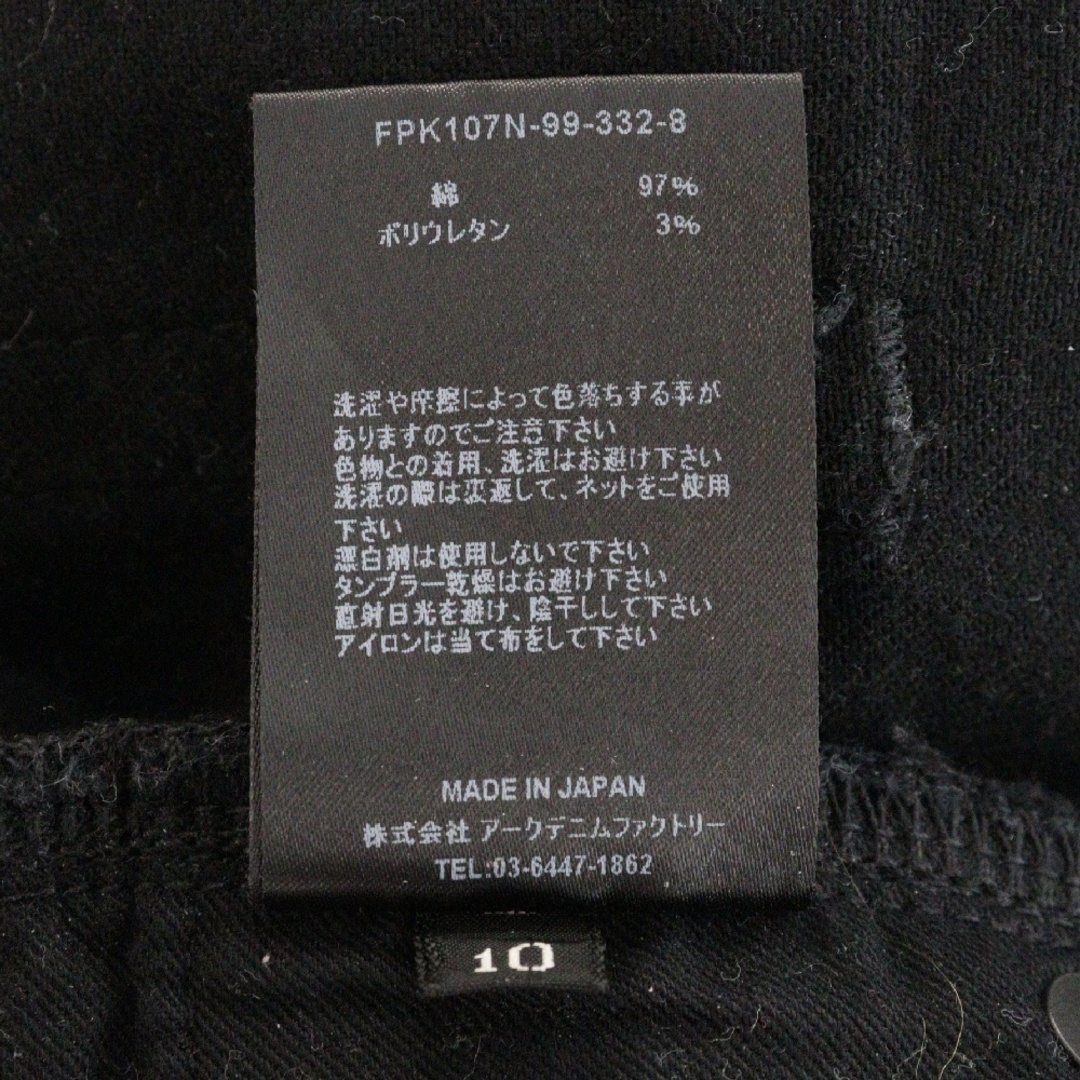 FPK107N-99-332-8
綿 97%
ポリウレタン 3%
洗濯や摩擦によって色落ちする事が
ありますのでご注意下さい
色物との着用、洗濯はお避け下さい
洗濯の際は裏返して、ネットをご使用
下さい
漂白剤は使用しないで下さい
タンブラー乾燥はお避け下さい
直射日光を避け、陰干しして下さい
アイロンは当て布をして下さい
MADE IN JAPAN
株式会社 アークデニムファクトリー
TEL:03-6447-1862
10